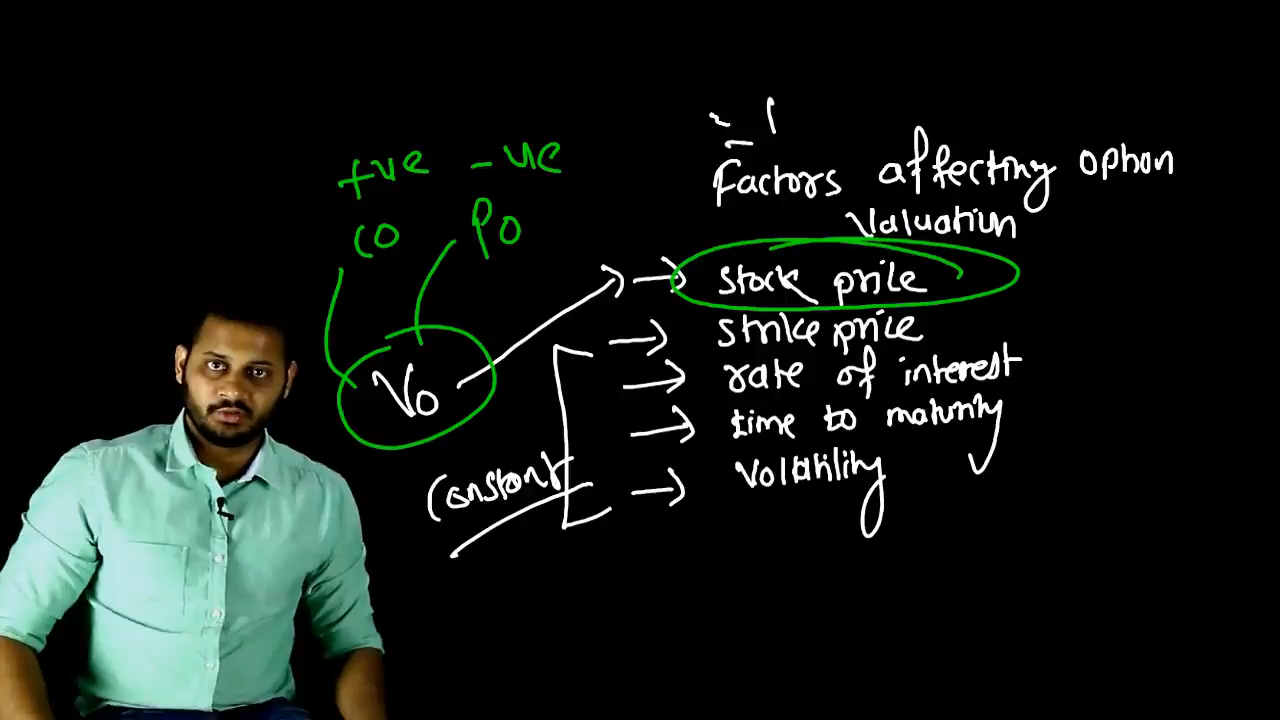 Factors affecting option
Valuation
+ve -ve
CO PO
stock price
strike price
Vo
rate of interest
time to maturity
Volatility
Constant